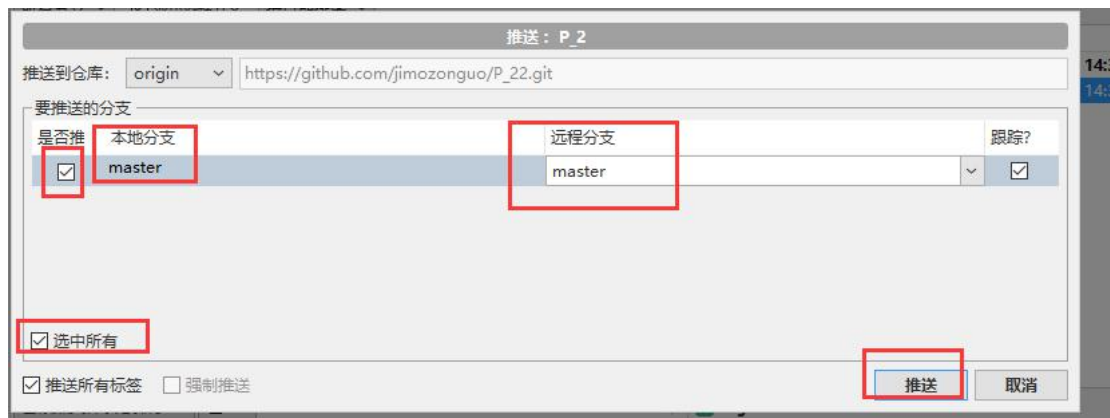 推送：P_2
推送到仓库： origin https://github.com/jimozonguo/P_22.git
要推送的分支
是否推 本地分支 远程分支 跟踪?
master master
选中所有
推送所有标签 强制推送 推送 取消